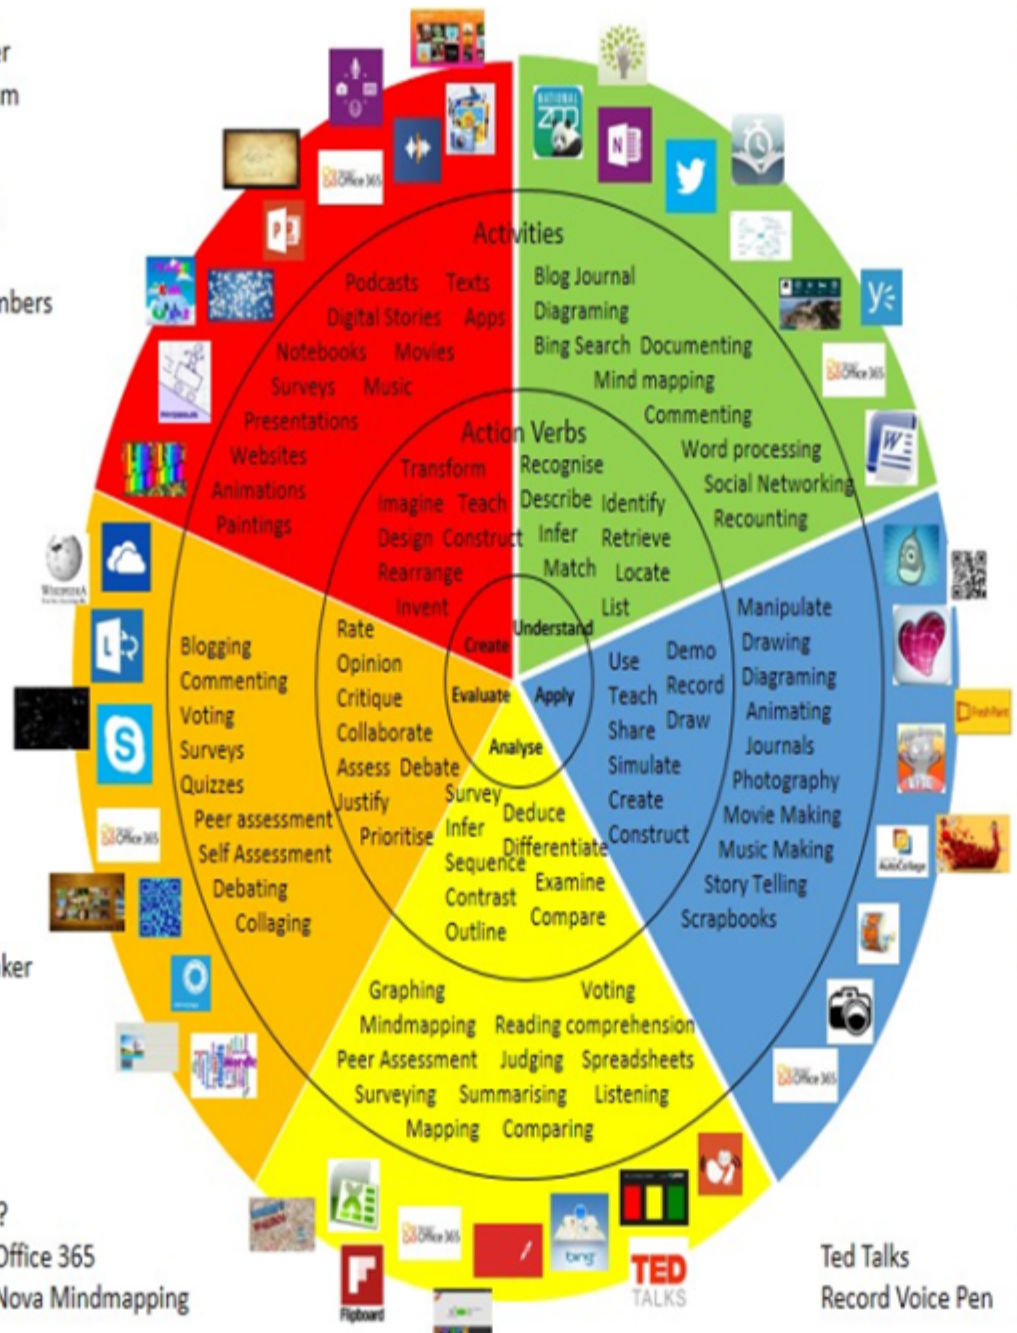 er
m
nbers
ker
?
Office 365
Nova Mindmapping
Ted Talks
Record Voice Pen
Activities
Podcasts Texts
Digital Stories Apps
Notebooks Movies
Surveys Music
Presentations
Websites
Animations
Paintings
Blog Journal
Diagraming
Bing Search Documenting
Mind mapping
Commenting
Word processing
Social Networking
Recounting
Action Verbs
Transform
Imagine Teach
Design Construct
Rearrange
Invent
Create
Recognise
Describe Identify
Infer Retrieve
Match Locate
List
Understand
Manipulate
Drawing
Diagraming
Animating
Journals
Photography
Movie Making
Music Making
Story Telling
Scrapbooks
Use Demo
Teach Record
Share Draw
Simulate
Create
Construct
Apply
Analyse
Survey Deduce
Infer Differentiate
Sequence Examine
Contrast Compare
Outline
Graphing Voting
Mindmapping Reading comprehension
Peer Assessment Judging Spreadsheets
Surveying Summarising Listening
Mapping Comparing
Evaluate
Rate
Opinion
Critique
Collaborate
Assess Debate
Justify
Prioritise
Blogging
Commenting
Voting
Surveys
Quizzes
Peer assessment
Self Assessment
Debating
Collaging
NATIONAL
ZOO
N
P
Office 365
Office 365
W
WIKIPEDIA
L
S
Office 365
Office 365
Office 365
FreshPaint
AutoCollage
Wordle
X
Flipboard
bing
TED
TALKS